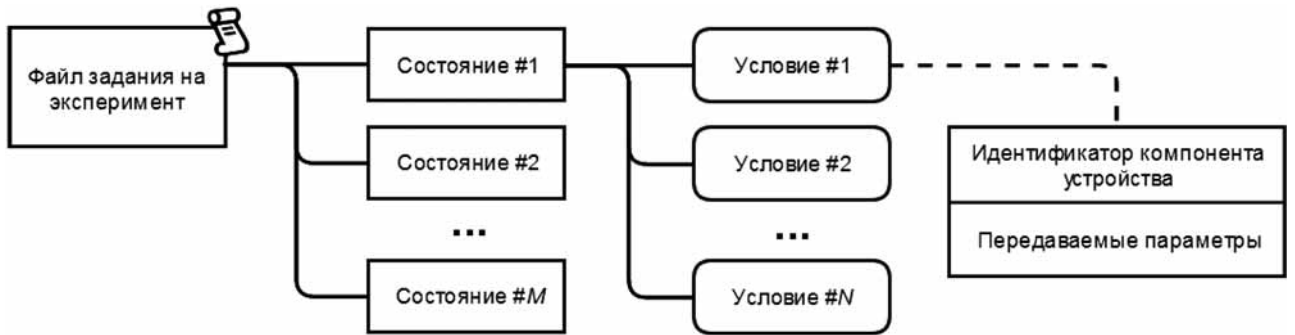 Файл задания на
эксперимент
Состояние #1
Состояние #2
...
Состояние #M
Условие #1
Условие #2
...
Условие #N
Идентификатор компонента
устройства
Передаваемые параметры